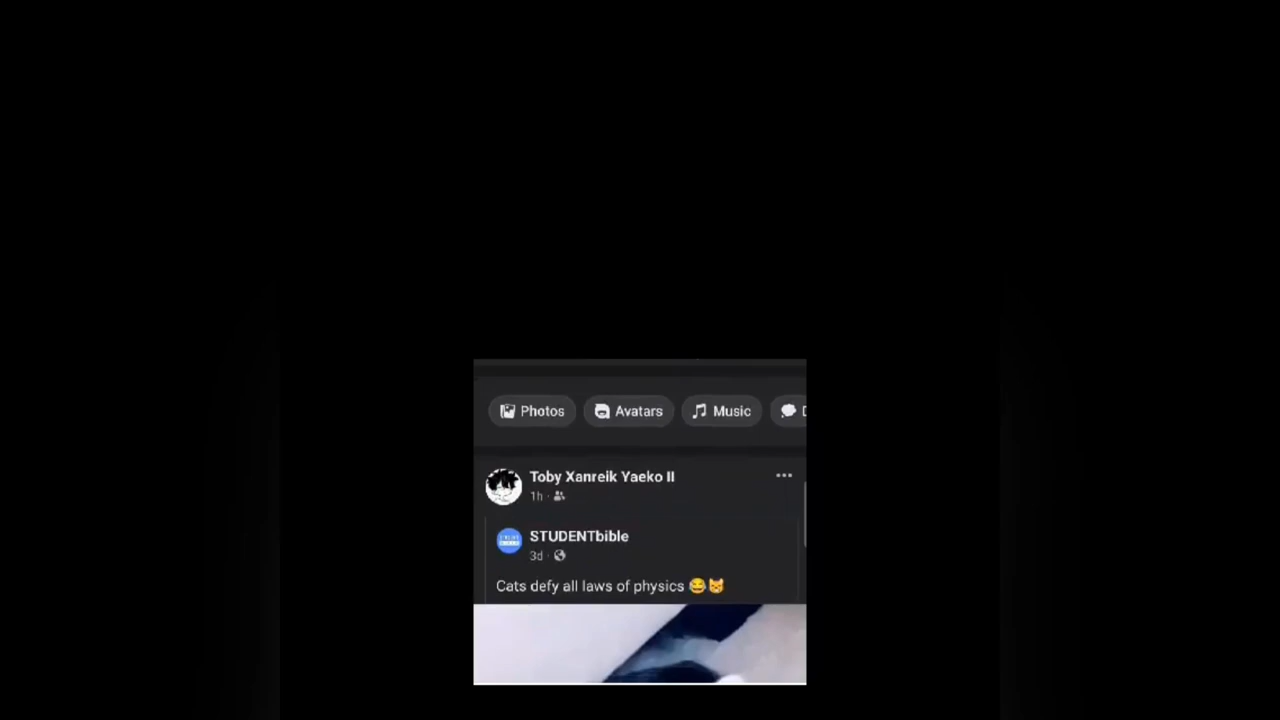 Photos Avatars Music
Toby Xanreik Yaeko II
1h ·
STUDENTbible
3d ·
Cats defy all laws of physics 😂😸